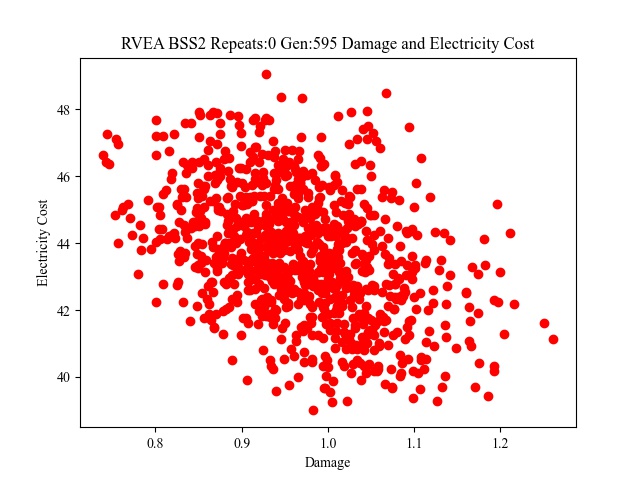 RVEA BSS2 Repeats:0 Gen:595 Damage and Electricity Cost
48
46
44
42
40
Electricity Cost
0.8 0.9 1.0 1.1 1.2
Damage